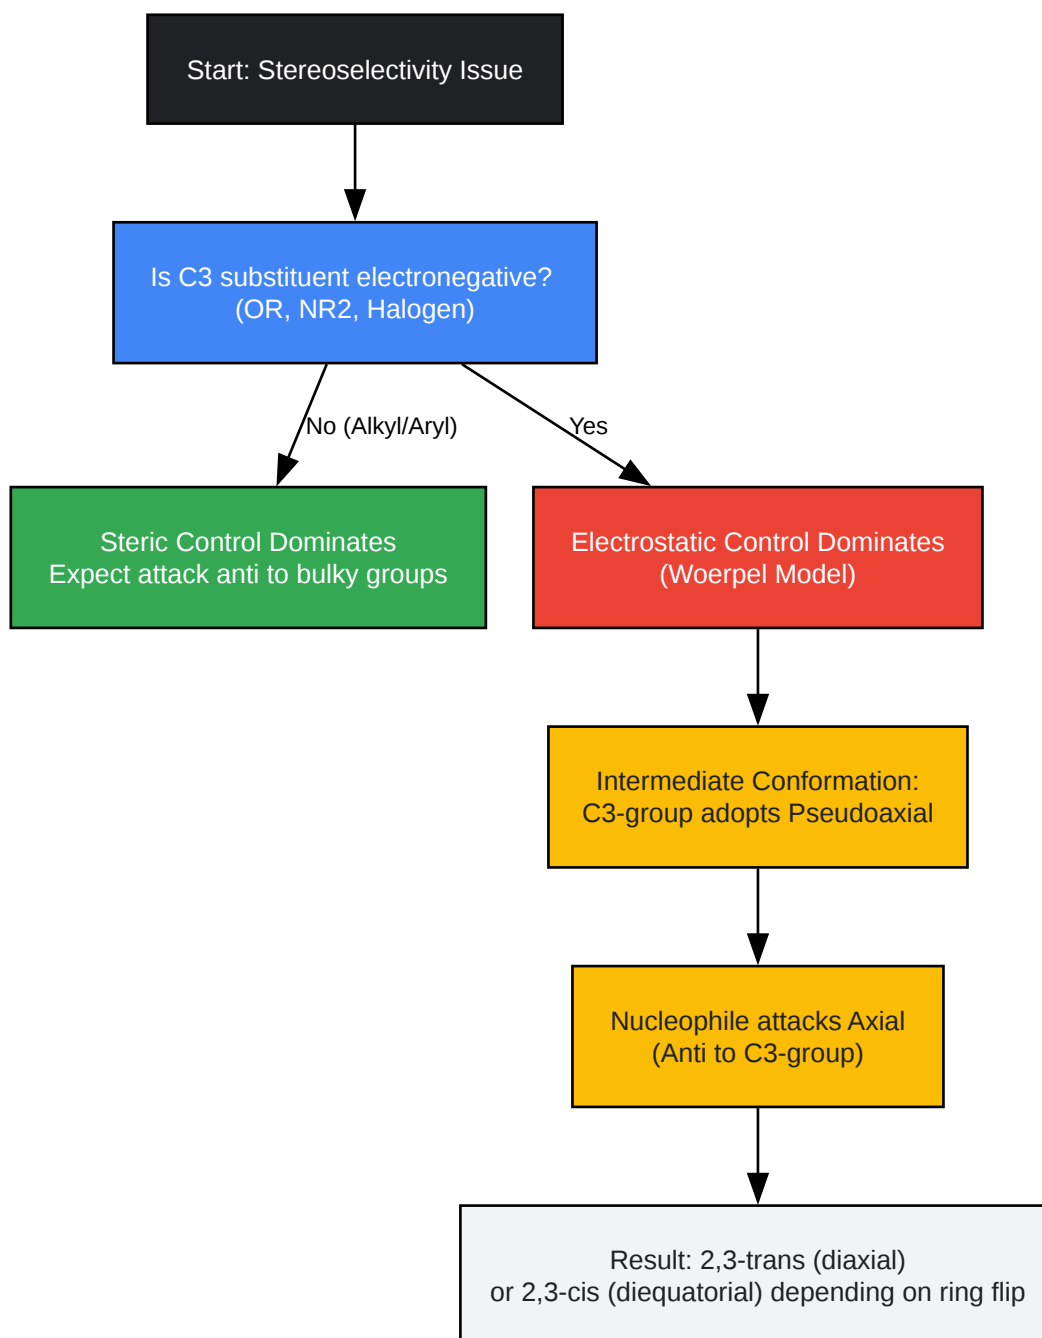 Start: Stereoselectivity Issue
Is C3 substituent electronegative?
(OR, NR2, Halogen)
No (Alkyl/Aryl)
Yes
Steric Control Dominates
Expect attack anti to bulky groups
Electrostatic Control Dominates
(Woerpel Model)
Intermediate Conformation:
C3-group adopts Pseudoaxial
Nucleophile attacks Axial
(Anti to C3-group)
Result: 2,3-trans (diaxial)
or 2,3-cis (diequatorial) depending on ring flip